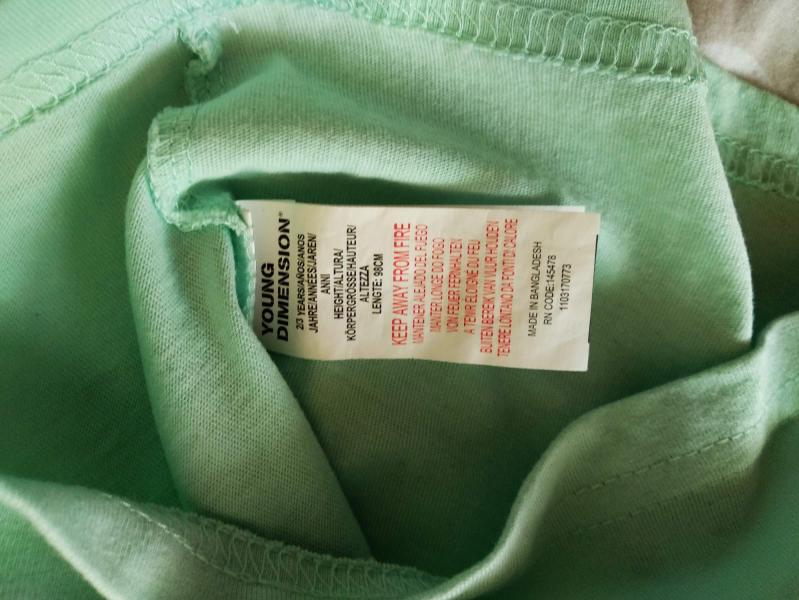 YOUNG
DIMENSION®
2/3 YEARS/AÑOS/ANOS
JAHRE/ANNÉES/JAREN/
ANNI
HEIGHT/ALTURA/
KÖRPERGRÖSSE/HAUTEUR/
ALTEZZA
LENGTE: 98CM
KEEP AWAY FROM FIRE
MANTENER ALEJADO DEL FUEGO
MANTER LONGE DO FOGO
VON FEUER FERNHALTEN
A TENIR ELOIGNE DU FEU
BUITEN BEREIK VAN VUUR HOUDEN
TENERE LONTANO DA FONTI DI CALORE
MADE IN BANGLADESH
RN CODE:145478
1103170773